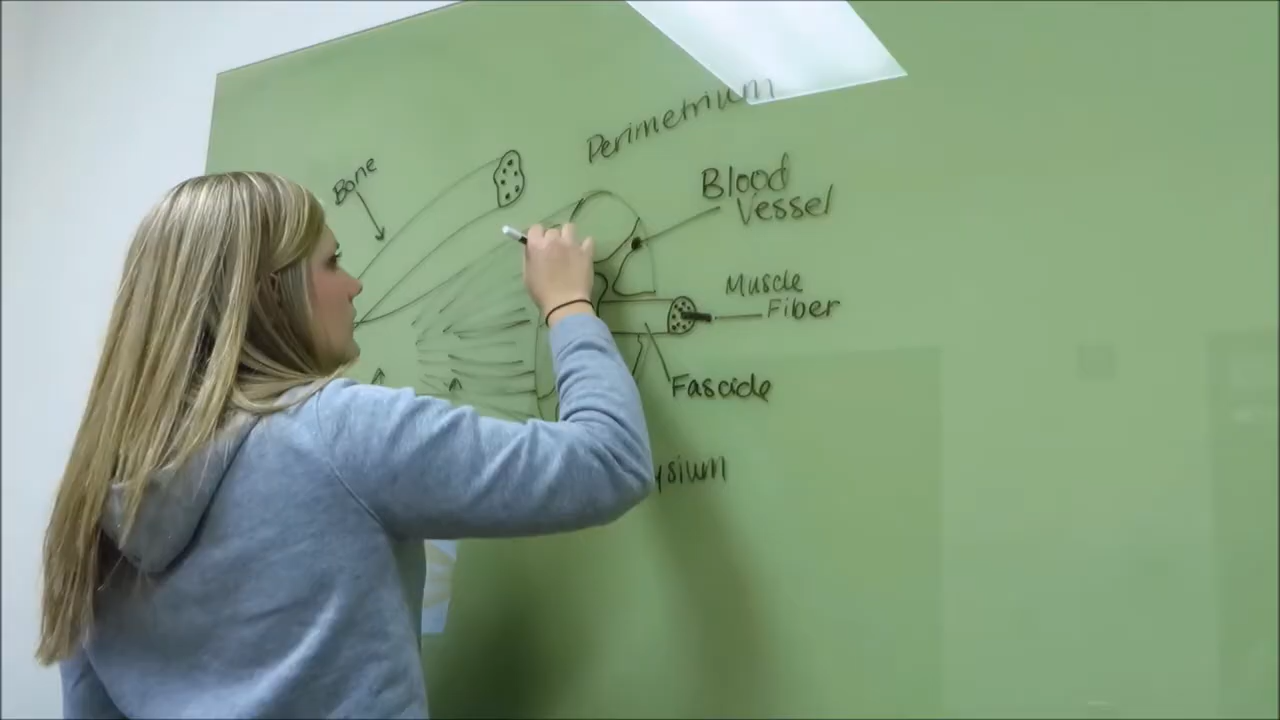 Perimetrium
Bone
Blood
Vessel
Muscle
Fiber
Fascicle
ysium